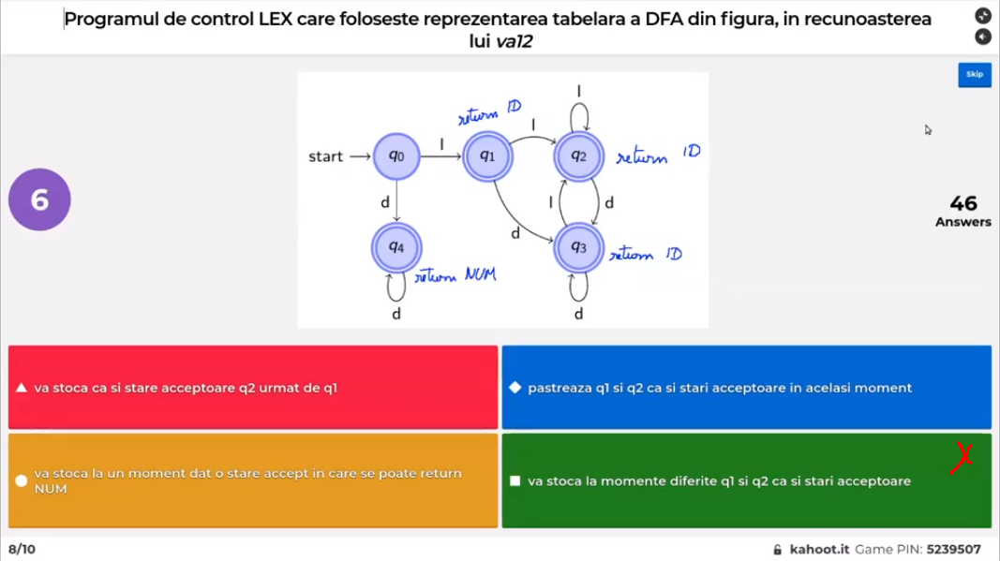 Programul de control LEX care foloseste reprezentarea tabelara a DFA din figura, in recunoasterea
lui va12
Skip
6
46
Answers
start
q0
l
q1
return ID
l
q2
l
return ID
d
q4
return NUM
d
d
l
d
q3
return ID
d
va stoca ca si stare acceptoare q2 urmat de q1
pastreaza q1 si q2 ca si stari acceptoare in acelasi moment
va stoca la un moment dat o stare accept in care se poate return
NUM
va stoca la momente diferite q1 si q2 ca si stari acceptoare
X
8/10
kahoot.it Game PIN: 5239507